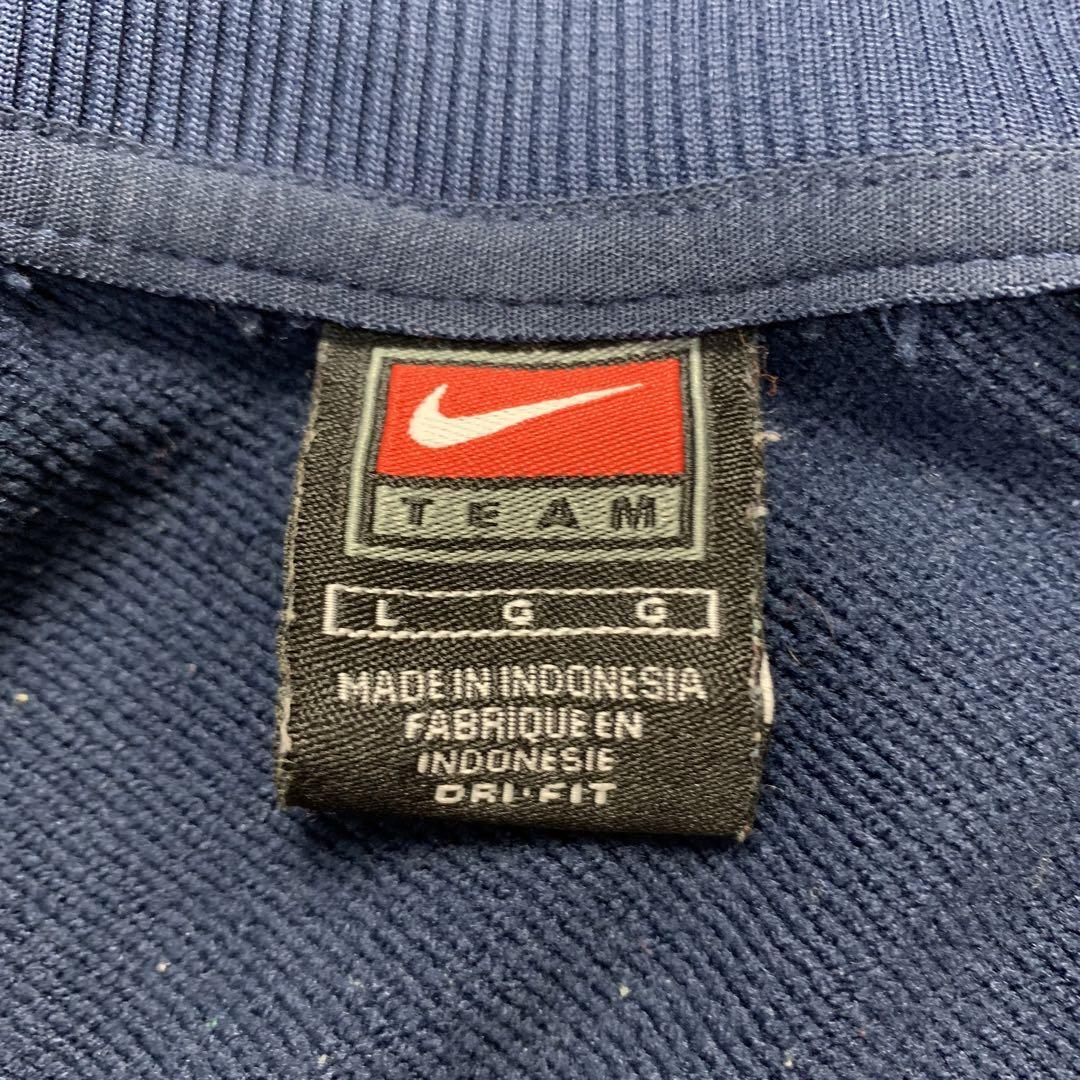 TEAM
L G G
MADE IN INDONESIA
FABRIQUE EN
INDONESIE
DRI-FIT